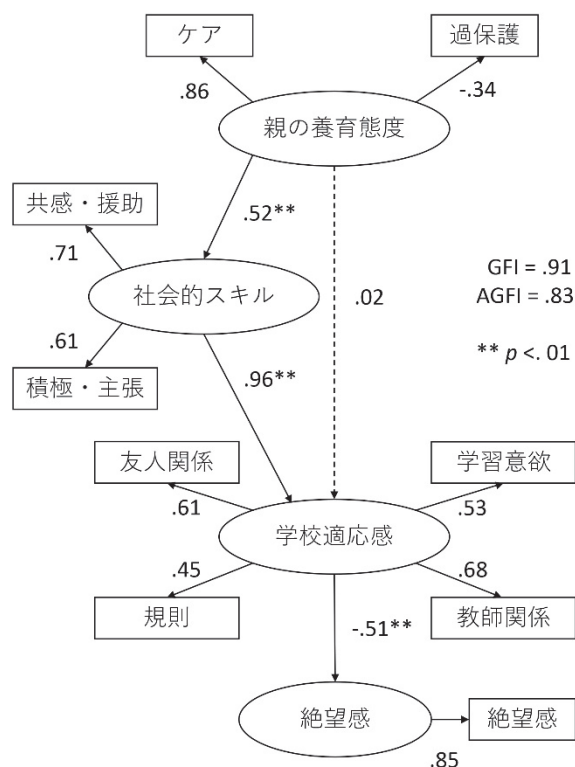 ケア
過保護
.86
-.34
親の養育態度
共感・援助
.52**
.71
社会的スキル
.02
GFI = .91
AGFI = .83
.61
** p <. 01
積極・主張
.96**
友人関係
学習意欲
.61
.53
学校適応感
.45
.68
規則
教師関係
-.51**
絶望感
絶望感
.85